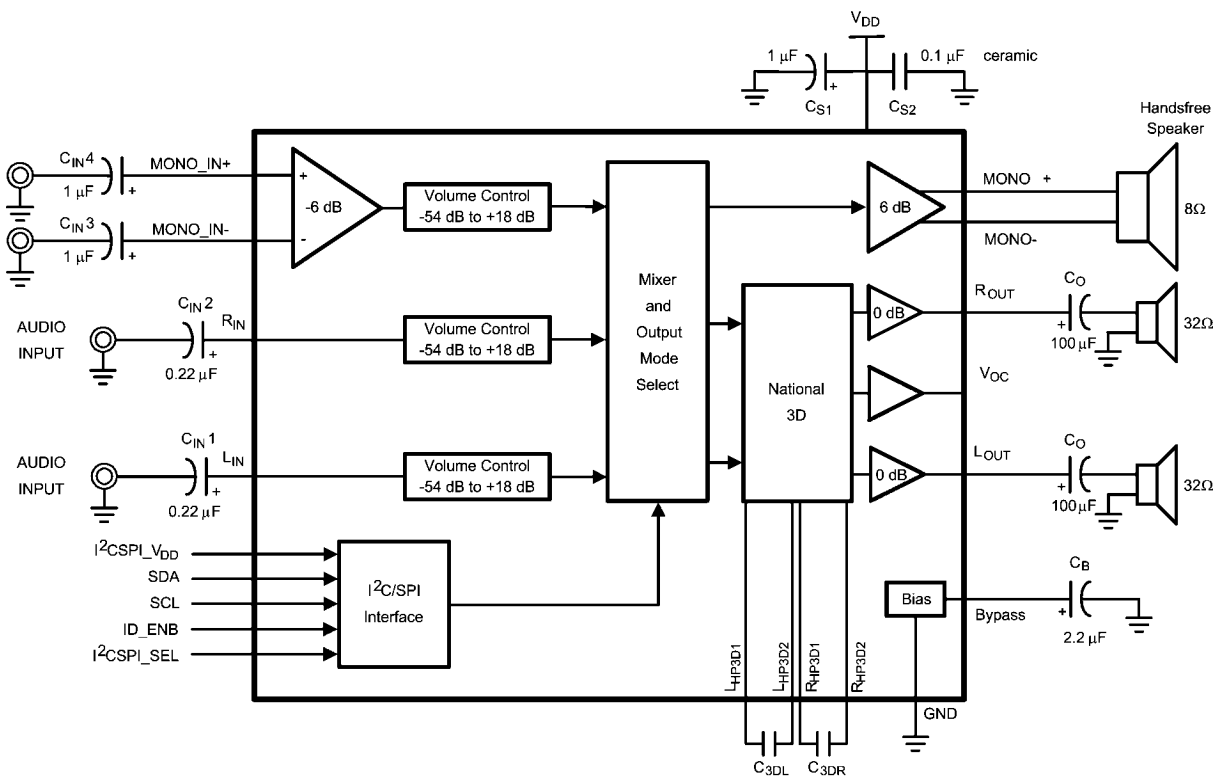 VDD
1 µF
0.1 µF
ceramic
CS1
+
CS2
Handsfree
Speaker
CIN4
MONO_IN+
1 µF
+
CIN3
MONO_IN-
1 µF
+
+
-6 dB
-
Volume Control
-54 dB to +18 dB
6 dB
MONO +
MONO-
8Ω
AUDIO
INPUT
CIN2
RIN
+
0.22 µF
Volume Control
-54 dB to +18 dB
Mixer
and
Output
Mode
Select
National
3D
0 dB
ROUT
CO
+
100 µF
32Ω
VOC
AUDIO
INPUT
CIN1
LIN
+
0.22 µF
Volume Control
-54 dB to +18 dB
0 dB
LOUT
CO
+
100 µF
32Ω
I²CSPI_VDD
SDA
SCL
ID_ENB
I²CSPI_SEL
I²C/SPI
Interface
Bias
Bypass
CB
+
2.2 µF
LHP3D1
LHP3D2
RHP3D1
RHP3D2
GND
C3DL
C3DR